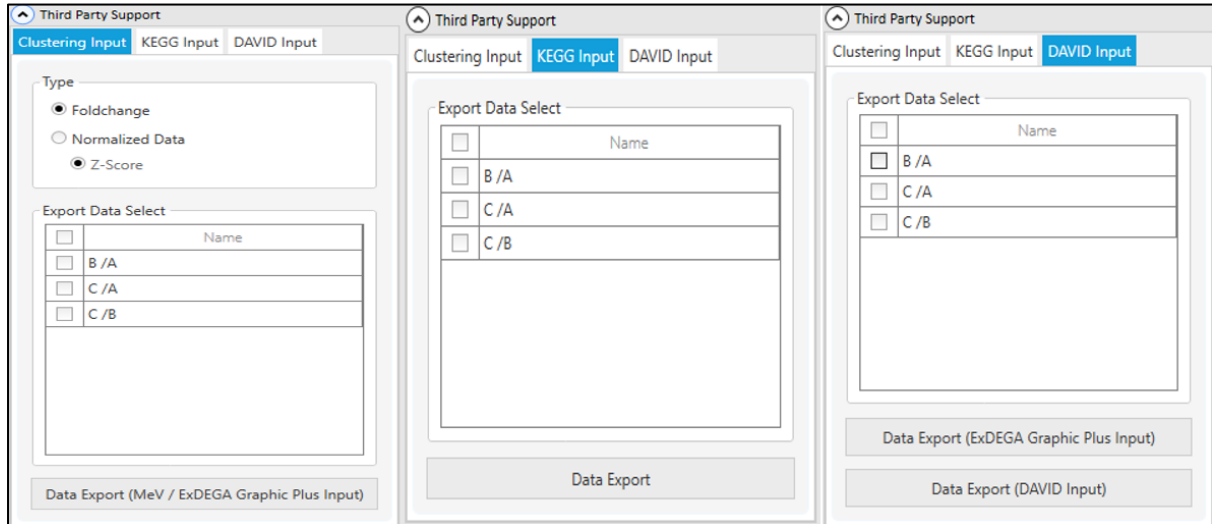 Third Party Support
Clustering Input KEGG Input DAVID Input
Type
Foldchange
Normalized Data
Z-Score
Export Data Select
Name
B /A
C /A
C /B
Data Export (MeV / ExDEGA Graphic Plus Input)
Third Party Support
Clustering Input KEGG Input DAVID Input
Export Data Select
Name
B /A
C /A
C /B
Data Export
Third Party Support
Clustering Input KEGG Input DAVID Input
Export Data Select
Name
B /A
C /A
C /B
Data Export (ExDEGA Graphic Plus Input)
Data Export (DAVID Input)